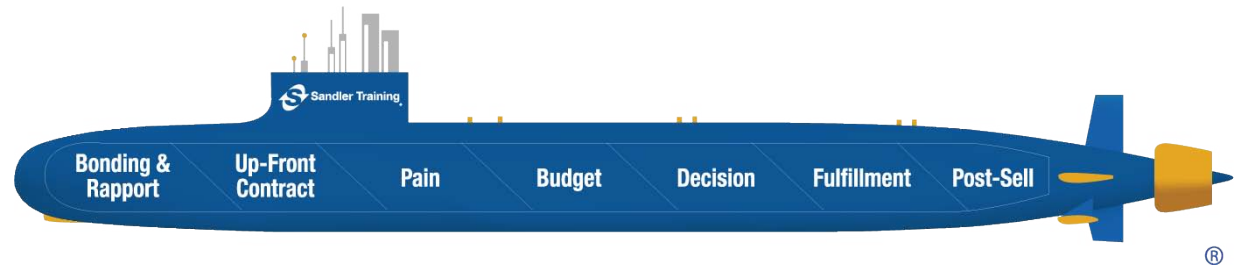 Sandler Training
Bonding &
Rapport
Up-Front
Contract
Pain
Budget
Decision
Fulfillment
Post-Sell
®